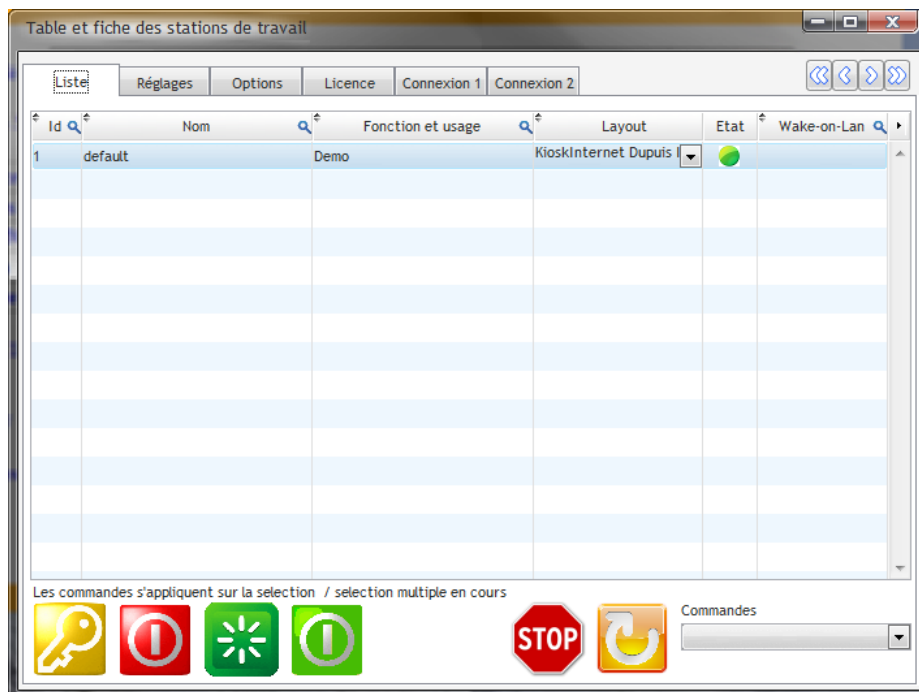 Table et fiche des stations de travail
Liste Réglages Options Licence Connexion 1 Connexion 2
Id Nom Fonction et usage Layout Etat Wake-on-Lan
1 default Demo KioskInternet Dupuis
Les commandes s'appliquent sur la selection / selection multiple en cours
STOP
Commandes